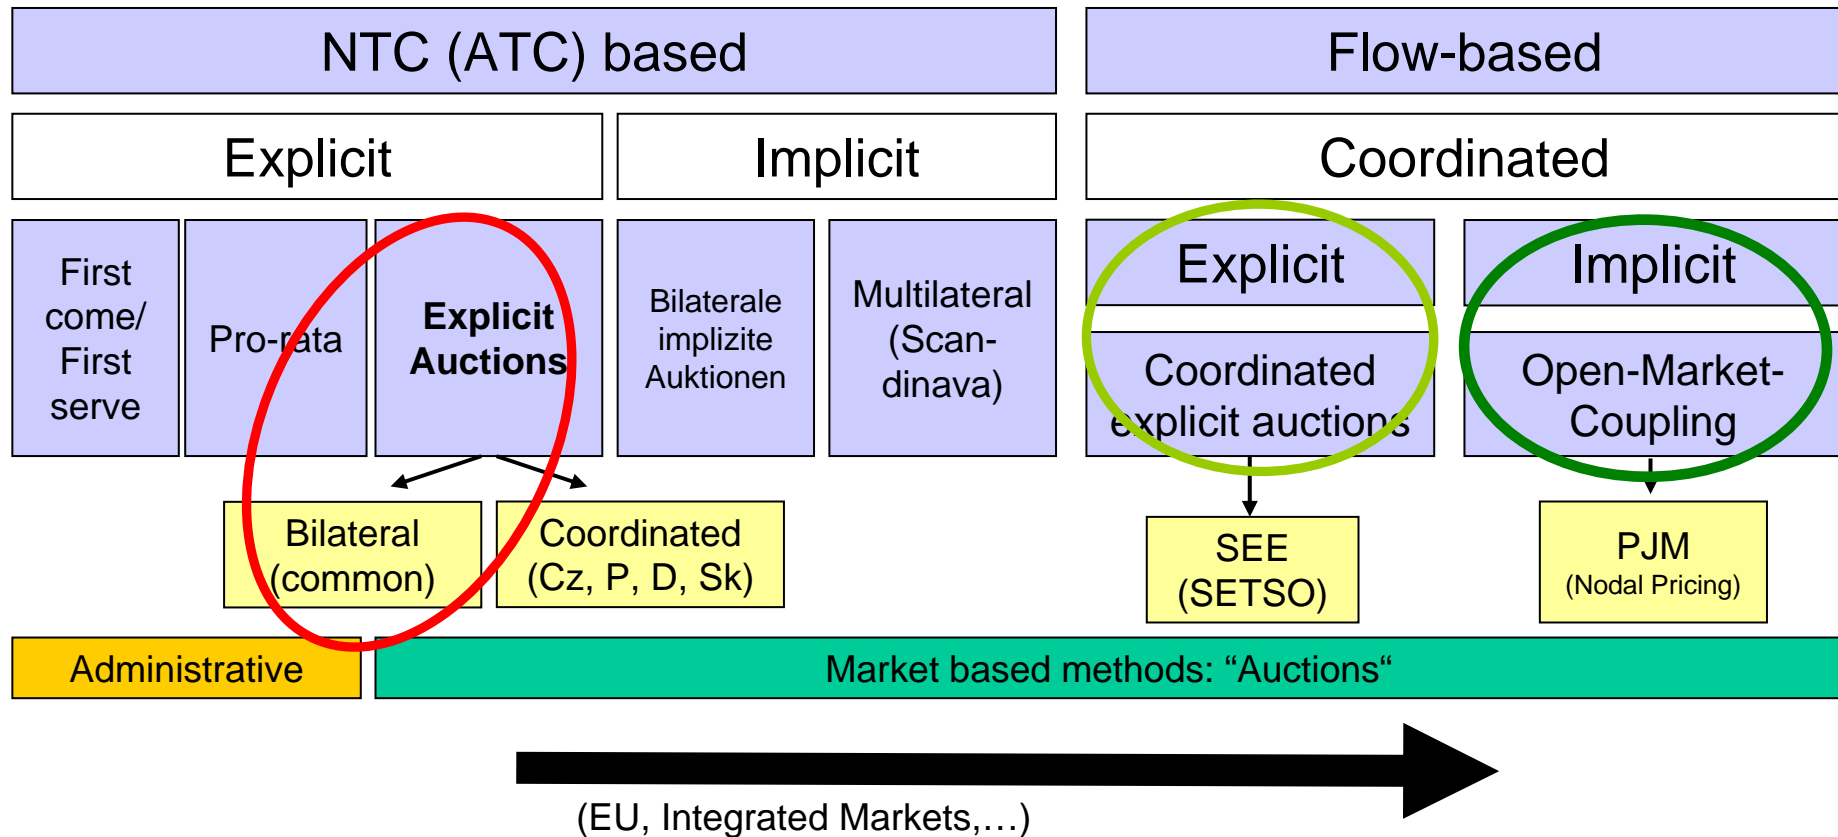 NTC (ATC) based
Flow-based
Explicit
Implicit
Coordinated
First
come/
First
serve
Pro-rata
Explicit
Auctions
Bilaterale
implizite
Auktionen
Multilateral
(Scan-
dinava)
Explicit
Coordinated
explicit auctions
Implicit
Open-Market-
Coupling
Bilateral
(common)
Coordinated
(Cz, P, D, Sk)
SEE
(SETSO)
PJM
(Nodal Pricing)
Administrative
Market based methods: “Auctions“
(EU, Integrated Markets,…)